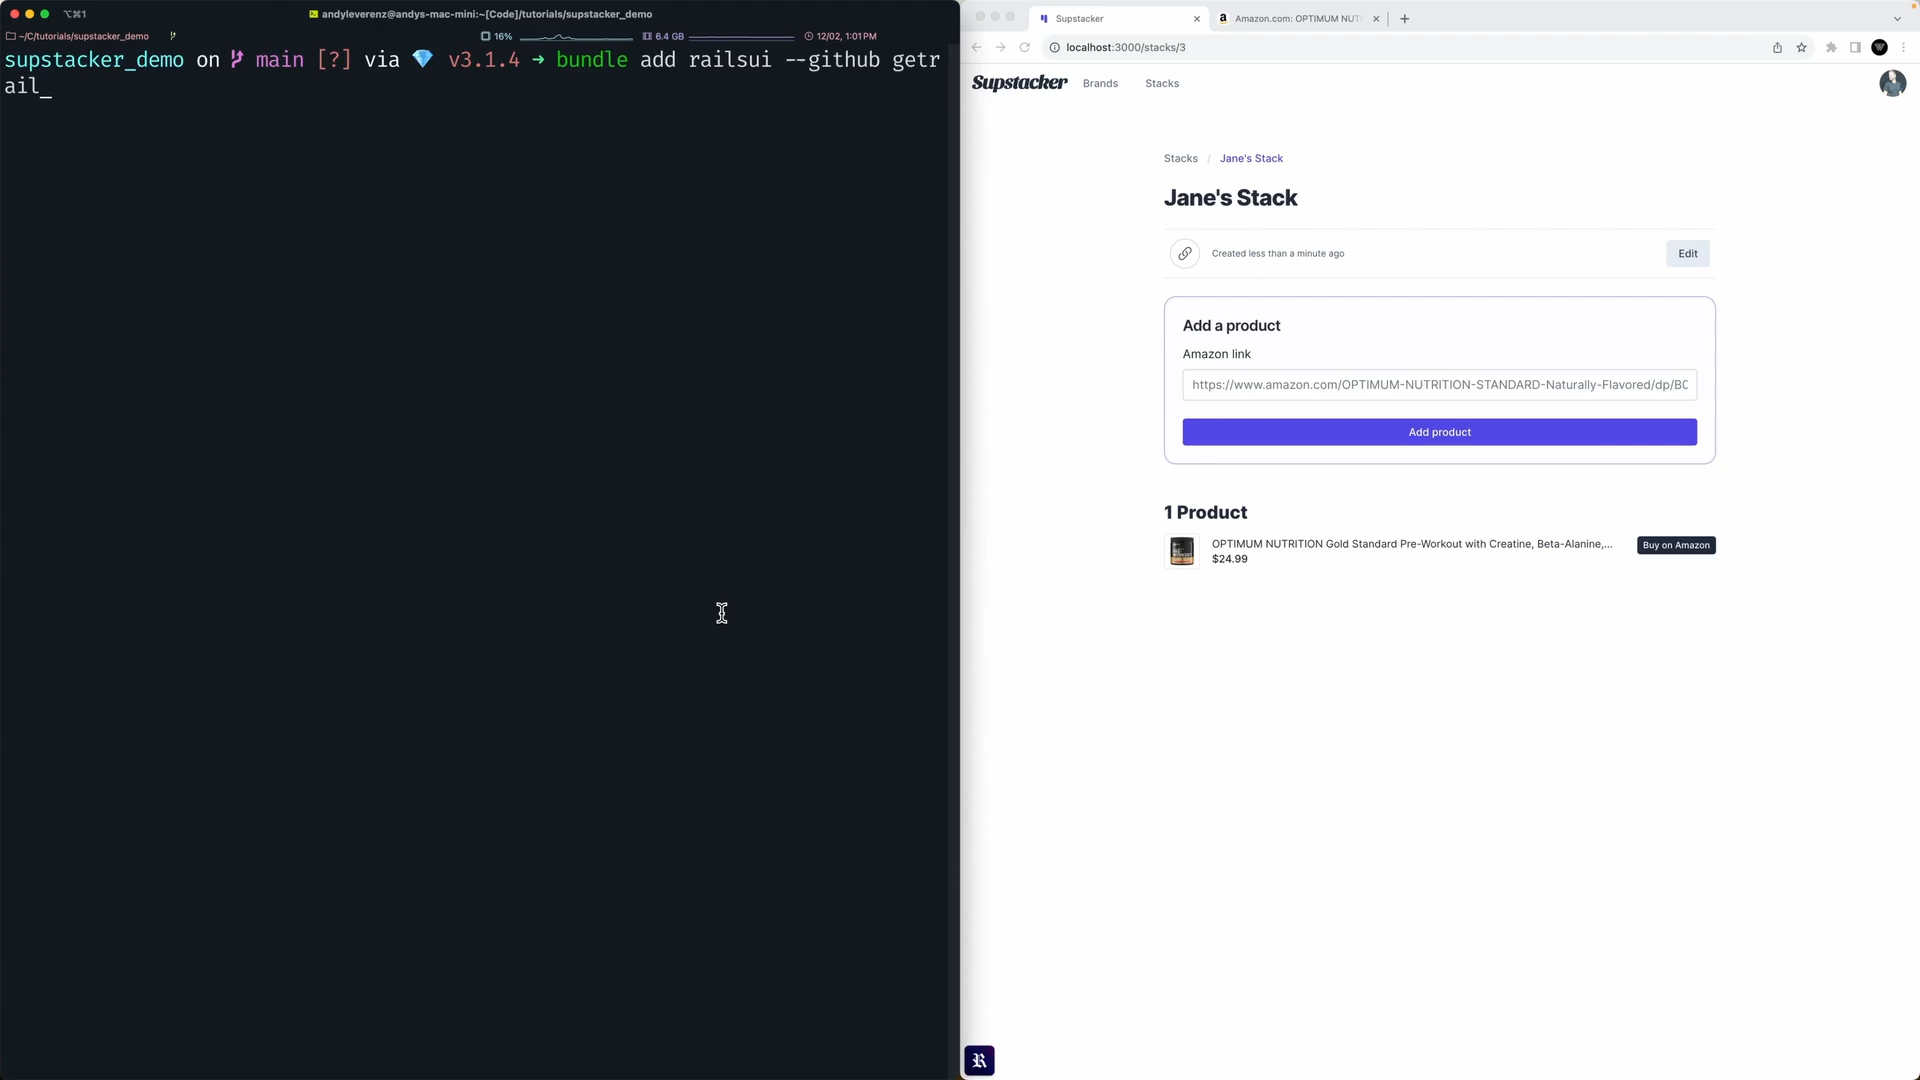 ⌥⌘1
andyleverenz@andys-mac-mini:~[Code]/tutorials/supstacker_demo
~/C/tutorials/supstacker_demo
16%
6.4 GB
12/02, 1:01 PM
supstacker_demo on main [?] via 💎 v3.1.4 ➜ bundle add railsui --github getr
ail_
Supstacker
Amazon.com: OPTIMUM NUT
localhost:3000/stacks/3
Supstacker
Brands
Stacks
Stacks / Jane's Stack
Jane's Stack
Created less than a minute ago
Edit
Add a product
Amazon link
https://www.amazon.com/OPTIMUM-NUTRITION-STANDARD-Naturally-Flavored/dp/B
Add product
1 Product
OPTIMUM NUTRITION Gold Standard Pre-Workout with Creatine, Beta-Alanine,...
$24.99
Buy on Amazon
R